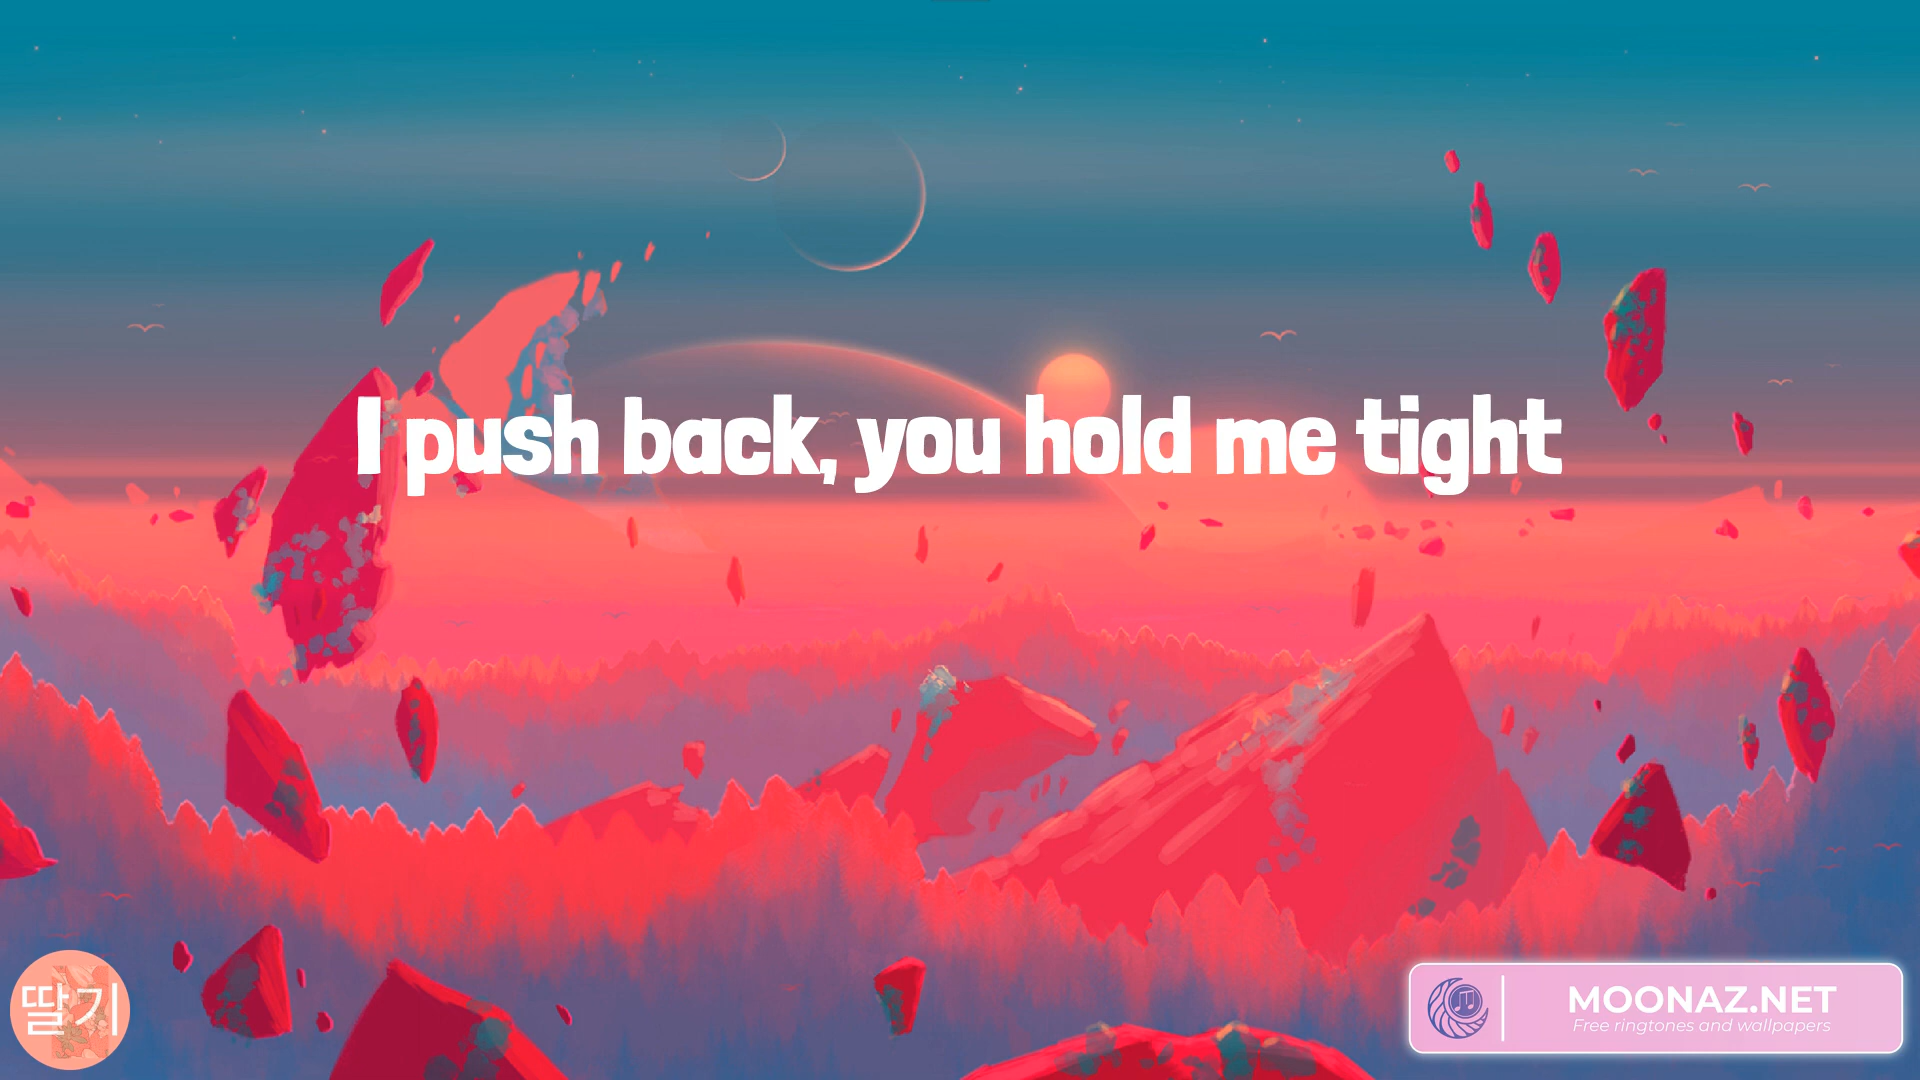 I push back, you hold me tight
딸기
MOONAZ.NET
Free ringtones and wallpapers